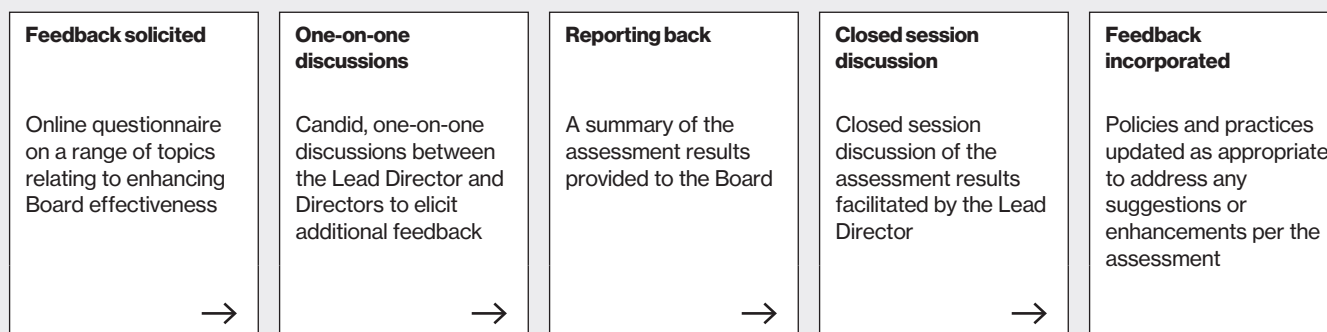 Feedback solicited
Online questionnaire
on a range of topics
relating to enhancing
Board effectiveness
One-on-one
discussions
Candid, one-on-one
discussions between
the Lead Director and
Directors to elicit
additional feedback
Reporting back
A summary of the
assessment results
provided to the Board
Closed session
discussion
Closed session
discussion of the
assessment results
facilitated by the Lead
Director
Feedback
incorporated
Policies and practices
updated as appropriate
to address any
suggestions or
enhancements per the
assessment